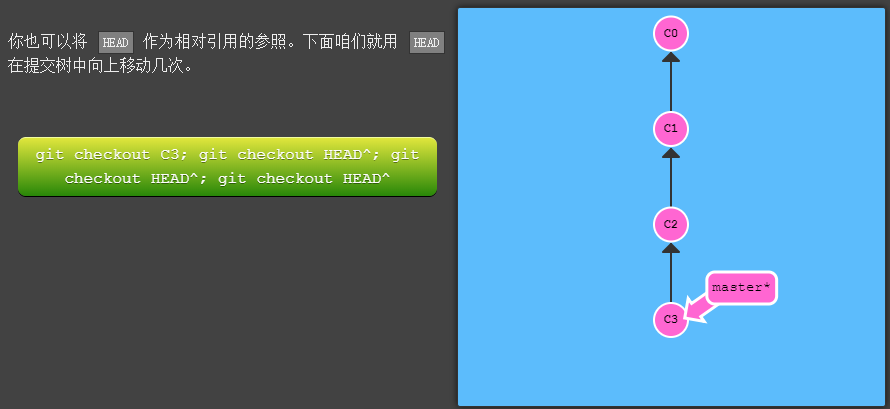 你也可以将 HEAD 作为相对引用的参照。下面咱们就用 HEAD
在提交树中向上移动几次。
git checkout C3; git checkout HEAD^; git
checkout HEAD^; git checkout HEAD^
C0
C1
C2
master*
C3